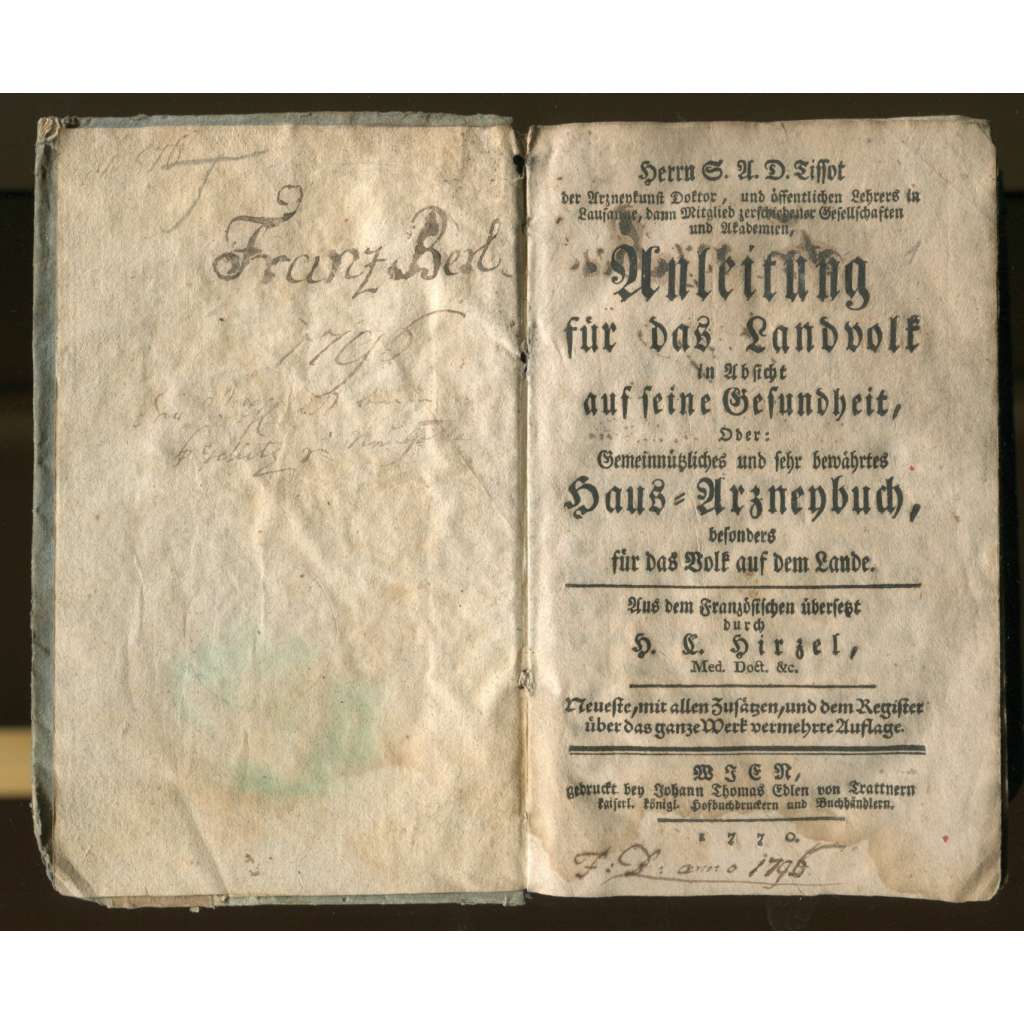 Franz Berl
1796
Herrn S. A. D. Tissot
der Arzneykunst Doktor, und öffentlichen Lehrers in
Lausanne, dann Mitglied zerschiedener Gesellschaften
und Akademien,
Anleitung
für das Landvolk
in Absicht
auf seine Gesundheit,
Oder:
Gemeinnützliches und sehr bewährtes
Haus-Arzneybuch,
besonders
für das Volk auf dem Lande.
Aus dem Französischen übersetzt
durch
H. C. Hirzel,
Med. Doct. &c.
Neueste, mit allen Zusätzen, und dem Register
über das ganze Werk vermehrte Auflage.
WIEN,
gedruckt bey Johann Thomas Edlen von Trattnern
kaiserl. königl. Hofbuchdruckern und Buchhändlern.
1770.
F: D: anno 1796